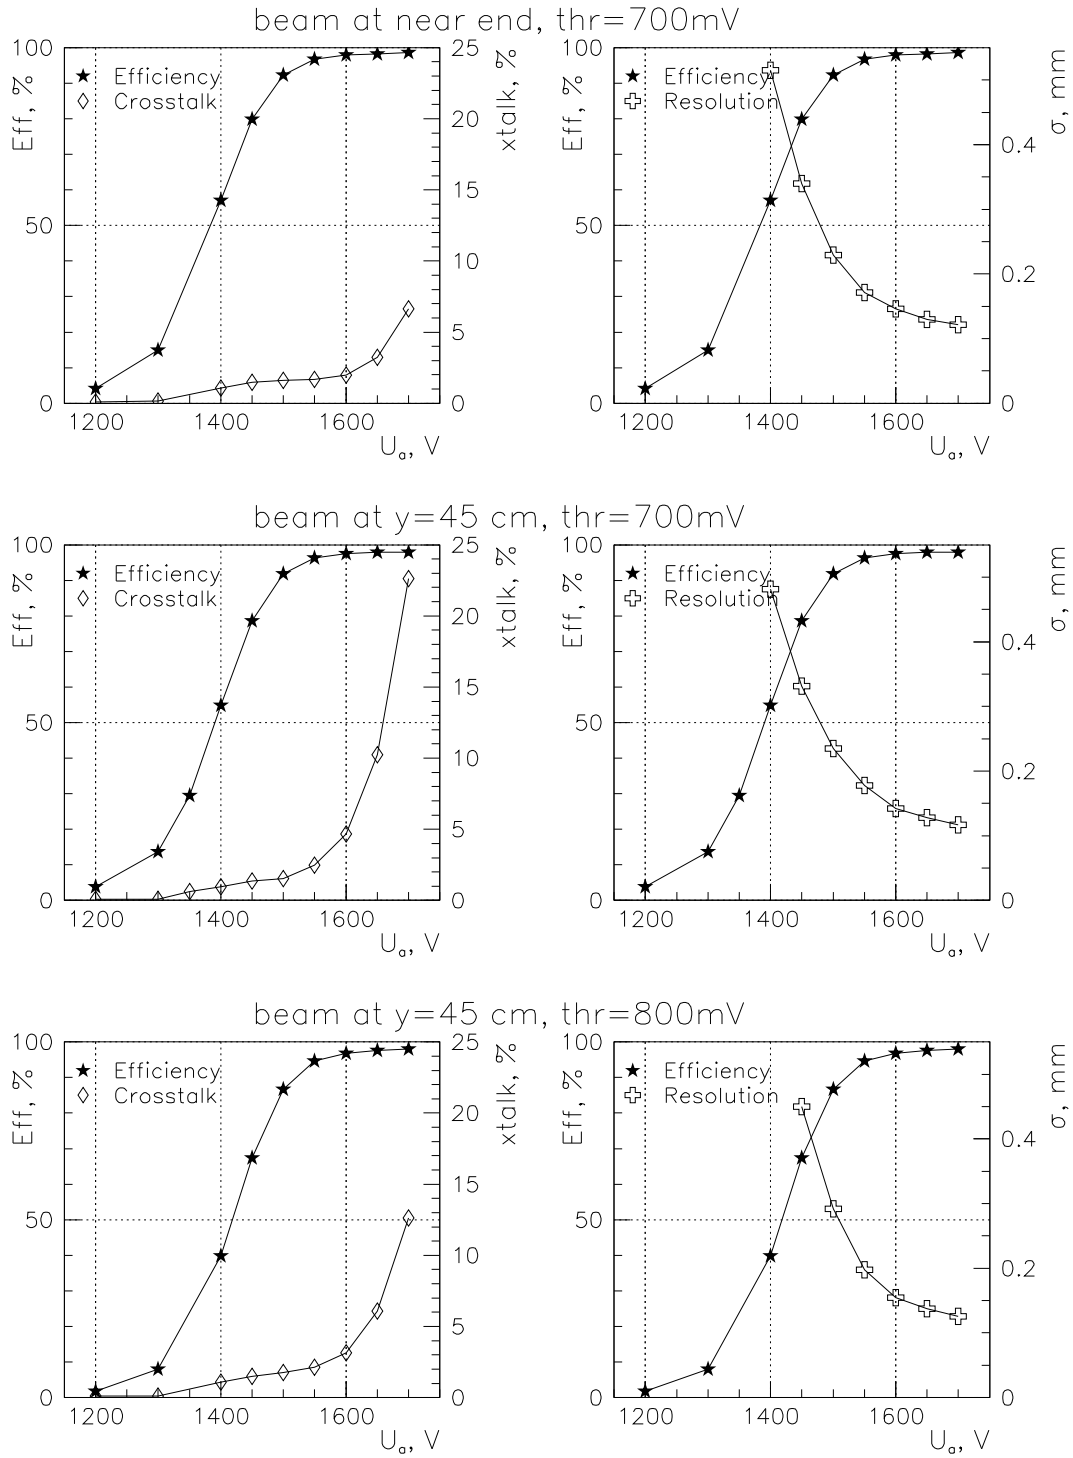 beam at near end, thr=700mV
Eff, %
100
50
0
★ Efficiency
◇ Crosstalk
25
20
15
10
5
0
xtalk, %
1200 1400 1600
Uₐ, V
Eff, %
100
50
0
★ Efficiency
✚ Resolution
0.4
0.2
0
σ, mm
1200 1400 1600
Uₐ, V
beam at y=45 cm, thr=700mV
Eff, %
100
50
0
★ Efficiency
◇ Crosstalk
25
20
15
10
5
0
xtalk, %
1200 1400 1600
Uₐ, V
Eff, %
100
50
0
★ Efficiency
✚ Resolution
0.4
0.2
0
σ, mm
1200 1400 1600
Uₐ, V
beam at y=45 cm, thr=800mV
Eff, %
100
50
0
★ Efficiency
◇ Crosstalk
25
20
15
10
5
0
xtalk, %
1200 1400 1600
Uₐ, V
Eff, %
100
50
0
★ Efficiency
✚ Resolution
0.4
0.2
0
σ, mm
1200 1400 1600
Uₐ, V